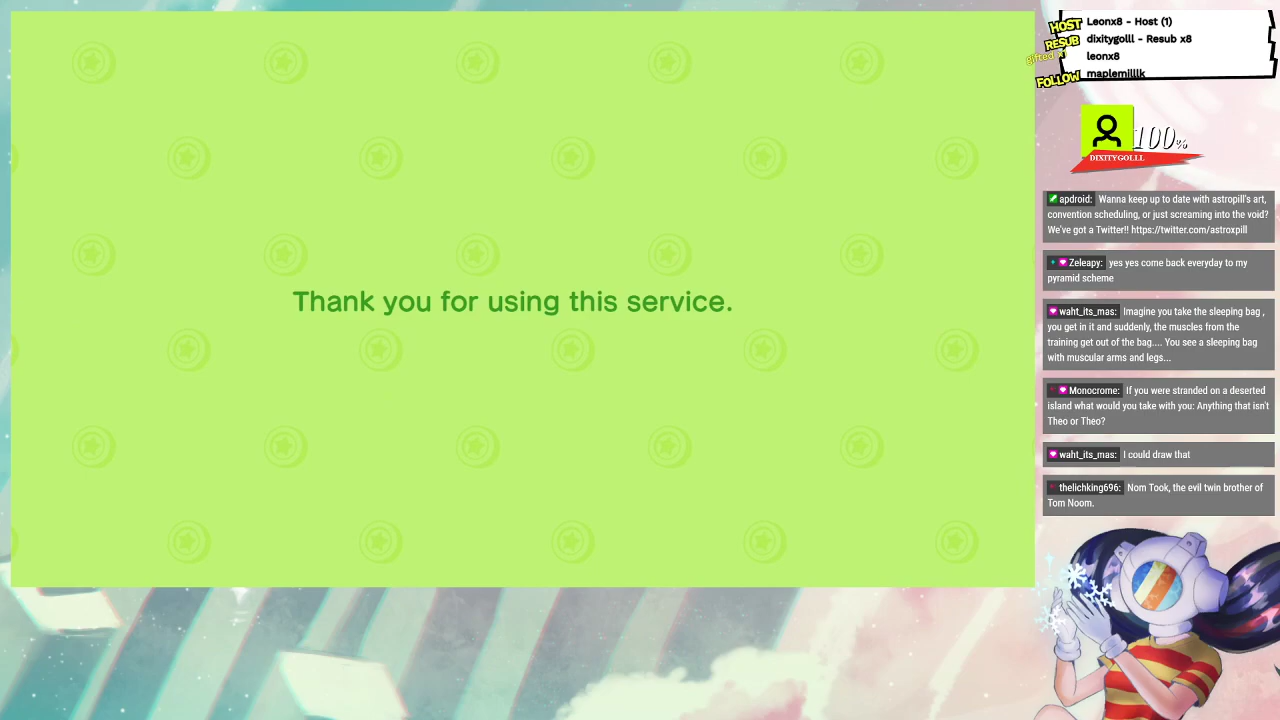 Thank you for using this service.
HOST
Leonx8 - Host (1)
RESUB
dixitygolll - Resub x8
gifted x1
leonx8
FOLLOW
maplemilllk
100%
DIXITYGOLLL
apdroid: Wanna keep up to date with astropill's art,
convention scheduling, or just screaming into the void?
We've got a Twitter!! https://twitter.com/astroxpill
Zeleapy: yes yes come back everyday to my
pyramid scheme
waht_its_mas: Imagine you take the sleeping bag ,
you get in it and suddenly, the muscles from the
training get out of the bag.... You see a sleeping bag
with muscular arms and legs...
Monocrome: If you were stranded on a deserted
island what would you take with you: Anything that isn't
Theo or Theo?
waht_its_mas: I could draw that
thelichking696: Nom Took, the evil twin brother of
Tom Noom.